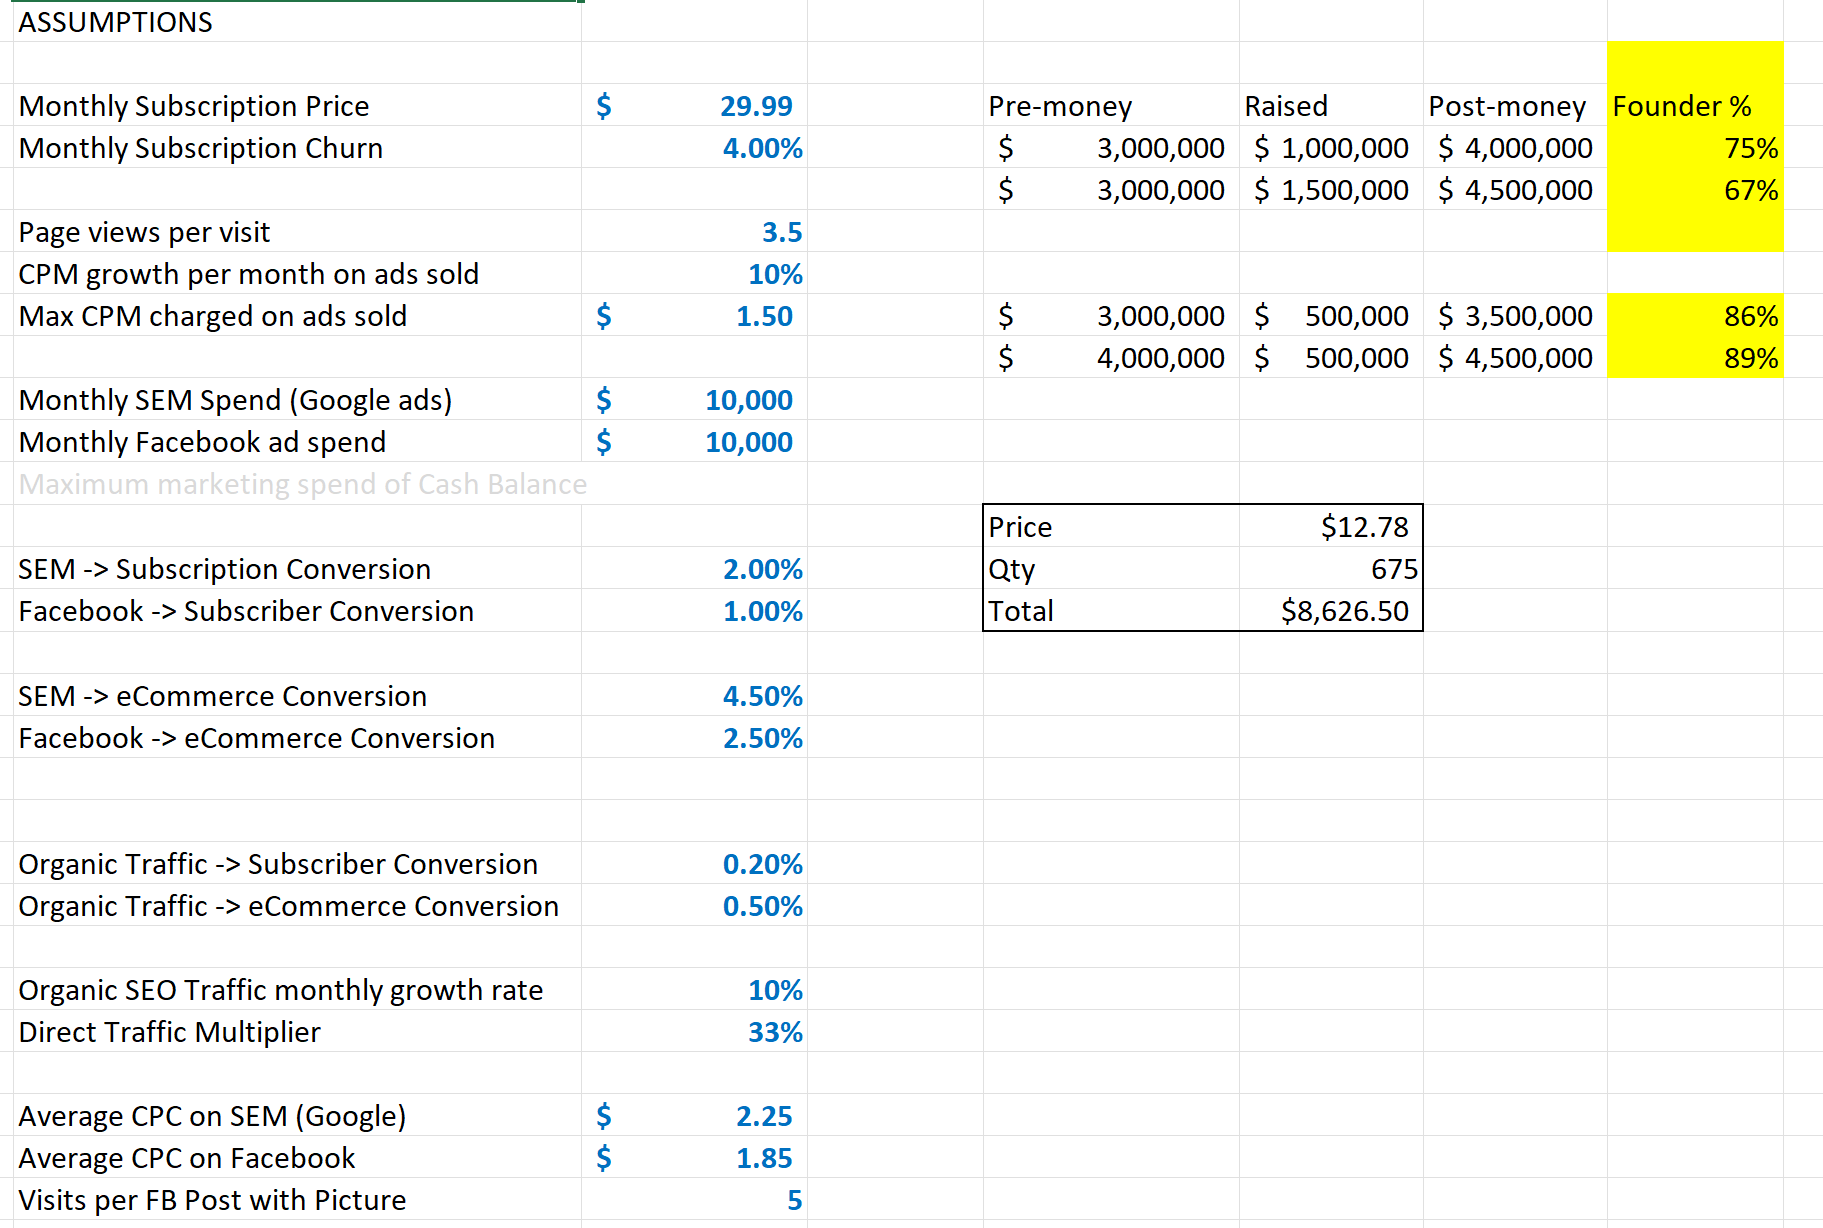 ASSUMPTIONS
Monthly Subscription Price $ 29.99 Pre-money Raised Post-money Founder %
Monthly Subscription Churn 4.00% $ 3,000,000 $ 1,000,000 $ 4,000,000 75%
$ 3,000,000 $ 1,500,000 $ 4,500,000 67%
Page views per visit 3.5
CPM growth per month on ads sold 10%
Max CPM charged on ads sold $ 1.50 $ 3,000,000 $ 500,000 $ 3,500,000 86%
$ 4,000,000 $ 500,000 $ 4,500,000 89%
Monthly SEM Spend (Google ads) $ 10,000
Monthly Facebook ad spend $ 10,000
Maximum marketing spend of Cash Balance
Price $12.78
SEM -> Subscription Conversion 2.00% Qty 675
Facebook -> Subscriber Conversion 1.00% Total $8,626.50
SEM -> eCommerce Conversion 4.50%
Facebook -> eCommerce Conversion 2.50%
Organic Traffic -> Subscriber Conversion 0.20%
Organic Traffic -> eCommerce Conversion 0.50%
Organic SEO Traffic monthly growth rate 10%
Direct Traffic Multiplier 33%
Average CPC on SEM (Google) $ 2.25
Average CPC on Facebook $ 1.85
Visits per FB Post with Picture 5